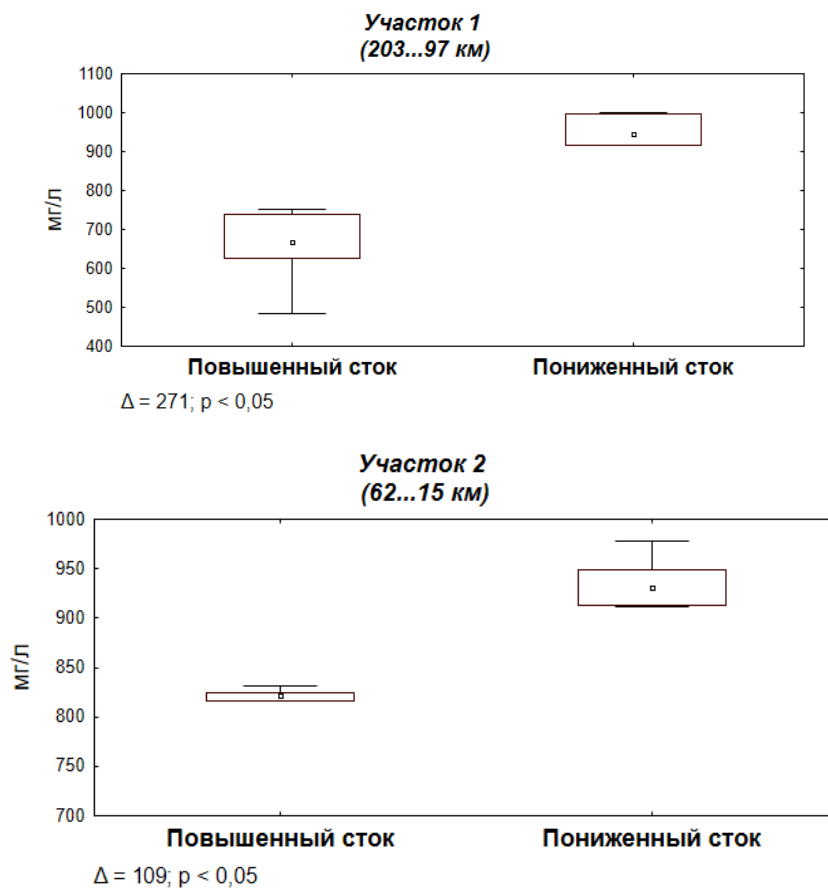 Участок 1
(203...97 км)
1100
1000
900
800
700
600
500
400
мг/л
Повышенный сток
Пониженный сток
Δ = 271; p < 0,05
Участок 2
(62...15 км)
1000
950
900
850
800
750
700
мг/л
Повышенный сток
Пониженный сток
Δ = 109; p < 0,05